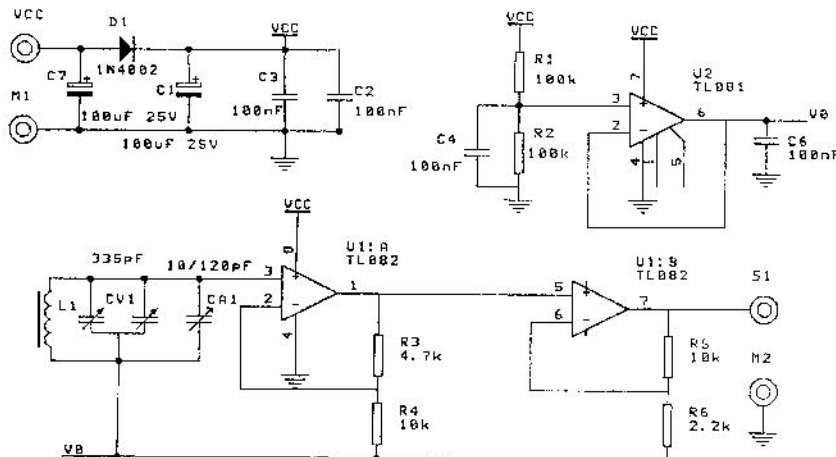 VCC
D1
1N4002
C7
100uF 25V
C1
100uF 25V
VCC
C3
100nF
C2
100nF
M1
VCC
R1
100k
C4
100nF
R2
100k
VCC
U2
TL081
7
3
2
6
4
1
5
V0
C6
100nF
335pF
10/120pF
L1
CV1
CA1
VCC
8
U1:A
TL082
3
2
1
4
R3
4.7k
R4
10k
U1:B
TL082
5
6
7
R5
10k
R6
2.2k
S1
M2
V0